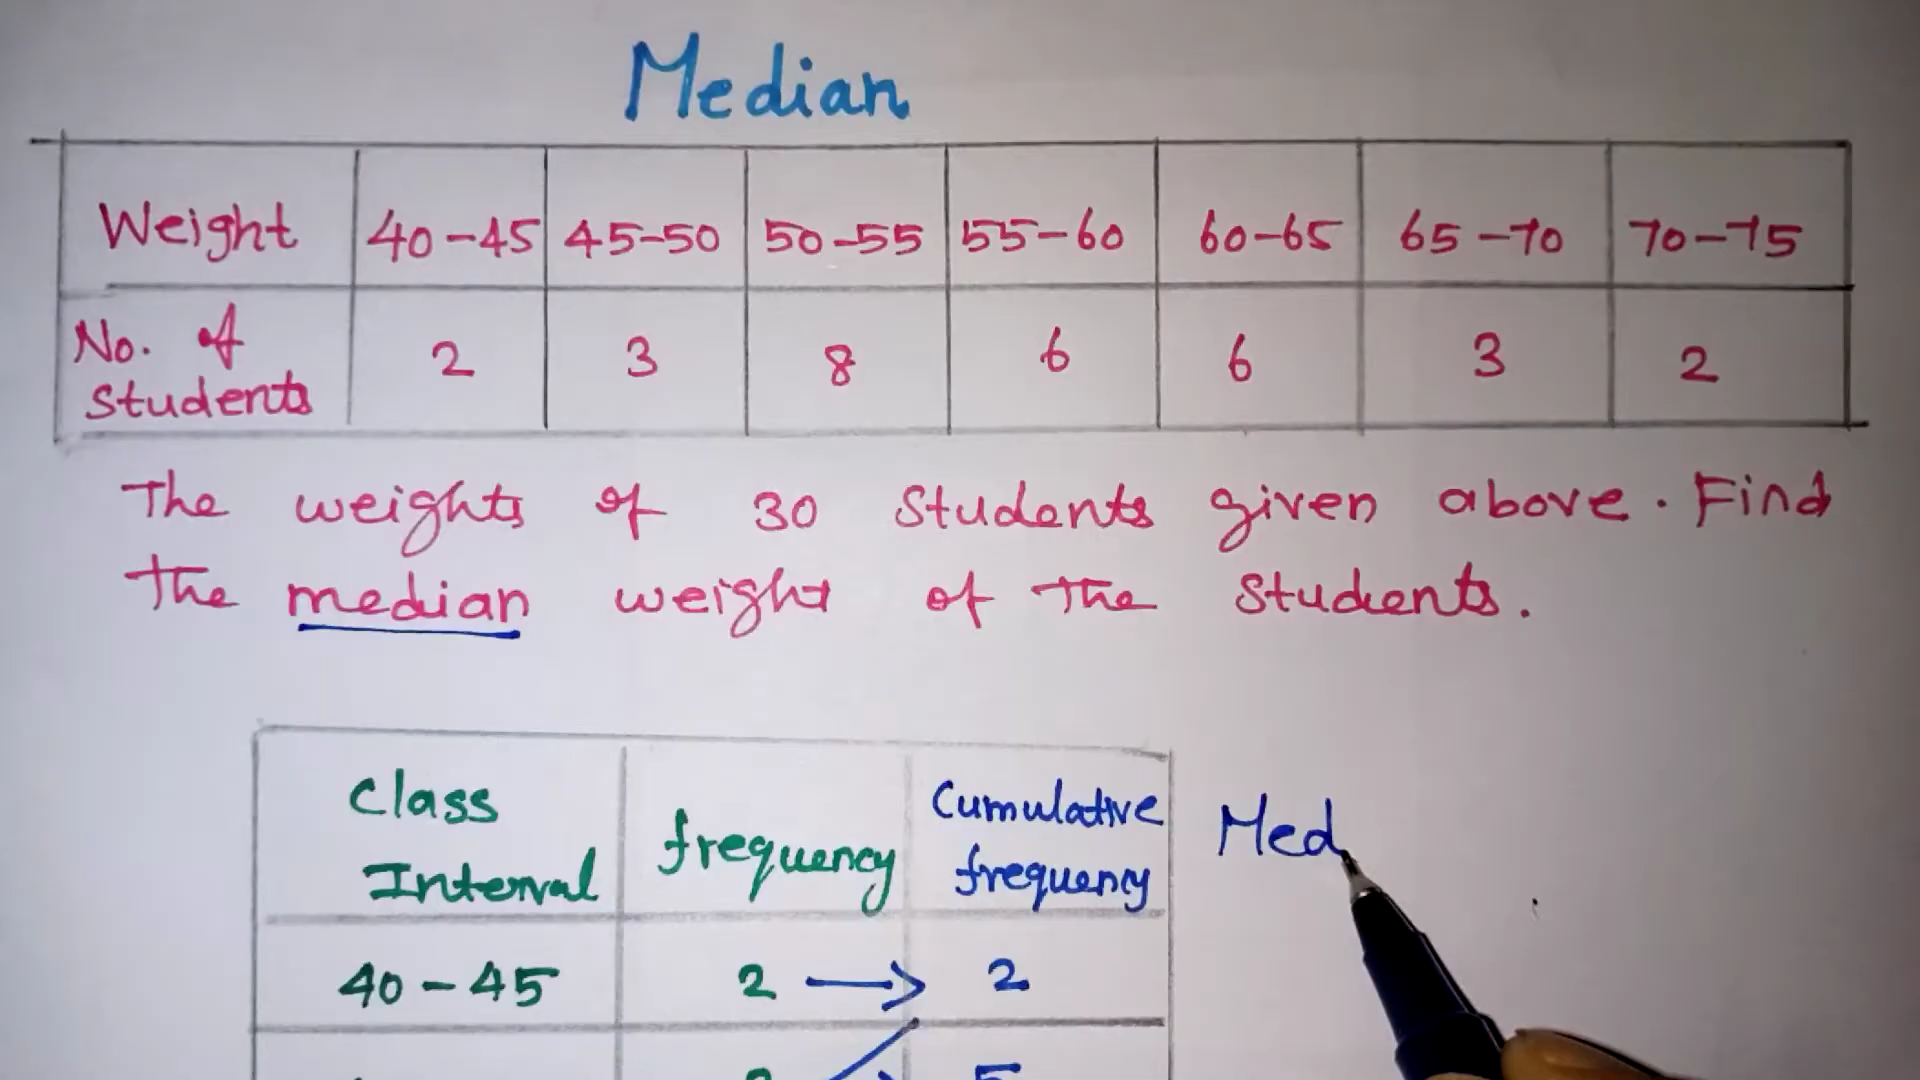 Median
Weight 40-45 45-50 50-55 55-60 60-65 65-70 70-75
No. of
Students 2 3 8 6 6 3 2
The weights of 30 Students given above. Find
the median weight of the Students.
Class
Interval frequency Cumulative
frequency
Med
40-45 2 2